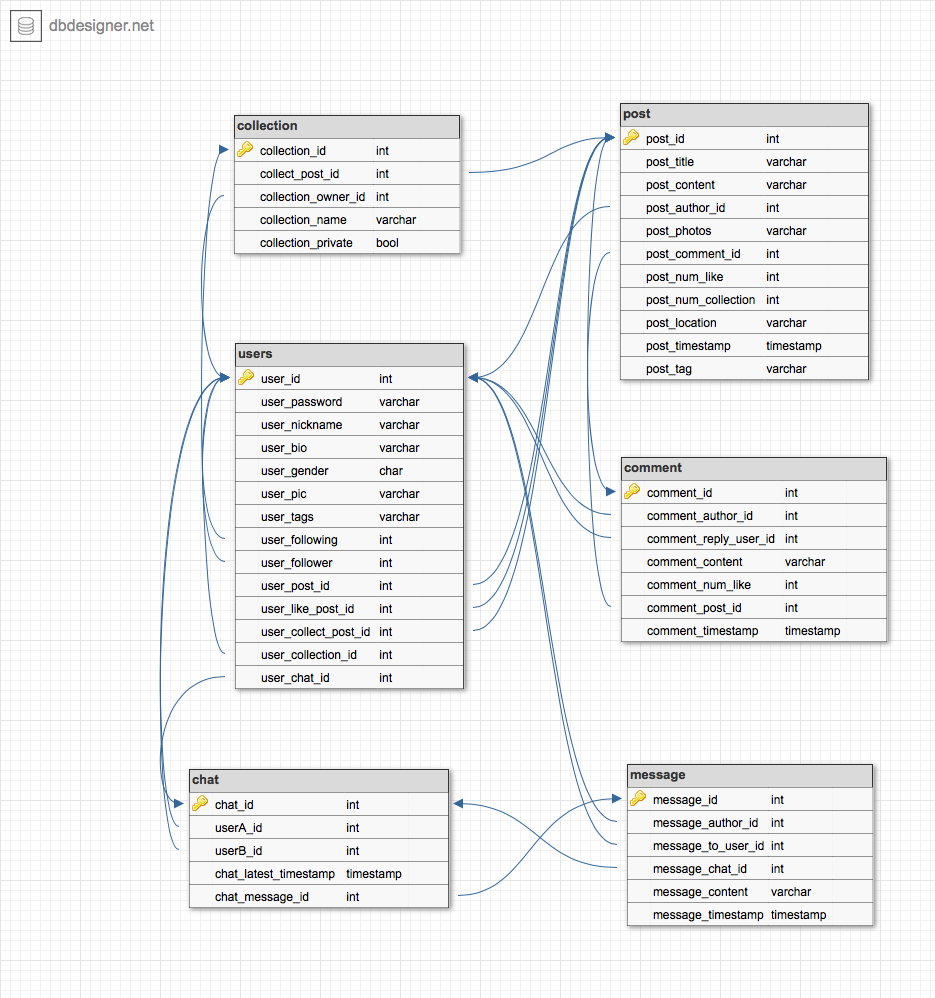 dbdesigner.net
collection
collection_id int
collect_post_id int
collection_owner_id int
collection_name varchar
collection_private bool
post
post_id int
post_title varchar
post_content varchar
post_author_id int
post_photos varchar
post_comment_id int
post_num_like int
post_num_collection int
post_location varchar
post_timestamp timestamp
post_tag varchar
users
user_id int
user_password varchar
user_nickname varchar
user_bio varchar
user_gender char
user_pic varchar
user_tags varchar
user_following int
user_follower int
user_post_id int
user_like_post_id int
user_collect_post_id int
user_collection_id int
user_chat_id int
comment
comment_id int
comment_author_id int
comment_reply_user_id int
comment_content varchar
comment_num_like int
comment_post_id int
comment_timestamp timestamp
chat
chat_id int
userA_id int
userB_id int
chat_latest_timestamp timestamp
chat_message_id int
message
message_id int
message_author_id int
message_to_user_id int
message_chat_id int
message_content varchar
message_timestamp timestamp